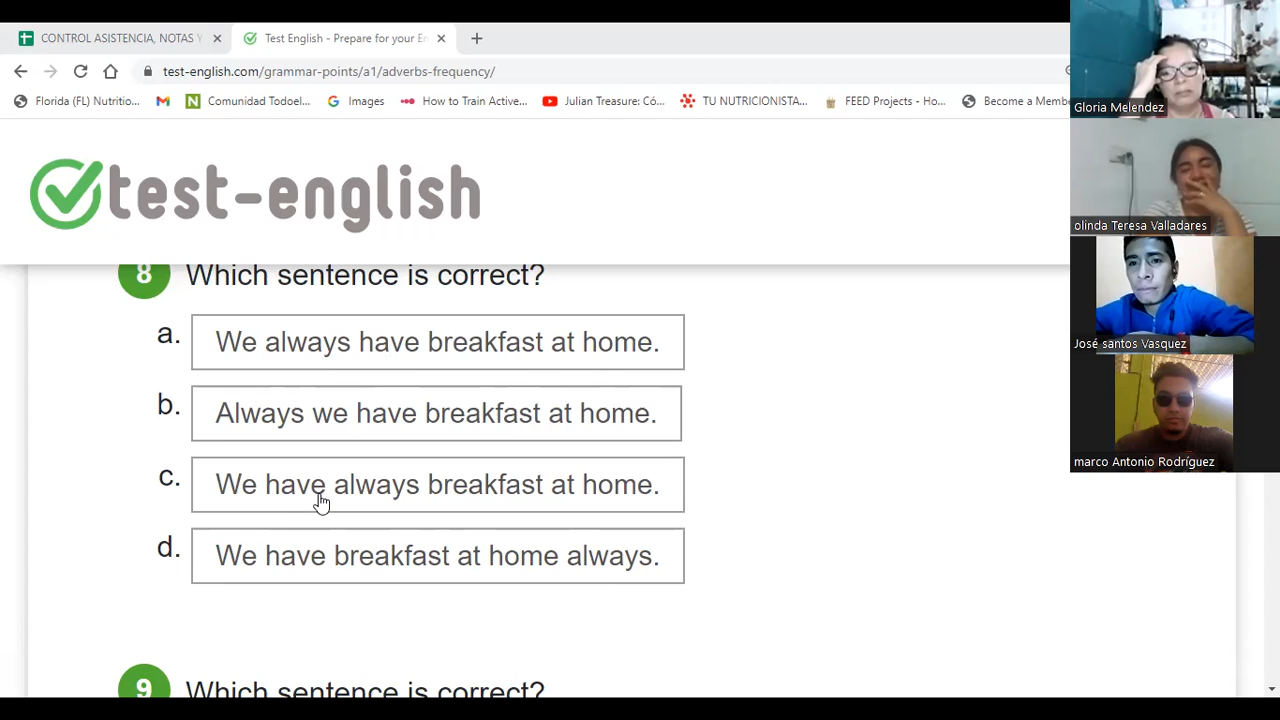 CONTROL ASISTENCIA, NOTAS Y
Test English - Prepare for your En
test-english.com/grammar-points/a1/adverbs-frequency/
Florida (FL) Nutritio...
Comunidad Todoel...
Images
How to Train Active...
Julian Treasure: Có...
TU NUTRICIONISTA...
FEED Projects - Ho...
Become a Membe
test-english
8 Which sentence is correct?
a. We always have breakfast at home.
b. Always we have breakfast at home.
c. We have always breakfast at home.
d. We have breakfast at home always.
9 Which sentence is correct?
Gloria Melendez
olinda Teresa Valladares
José santos Vasquez
marco Antonio Rodríguez